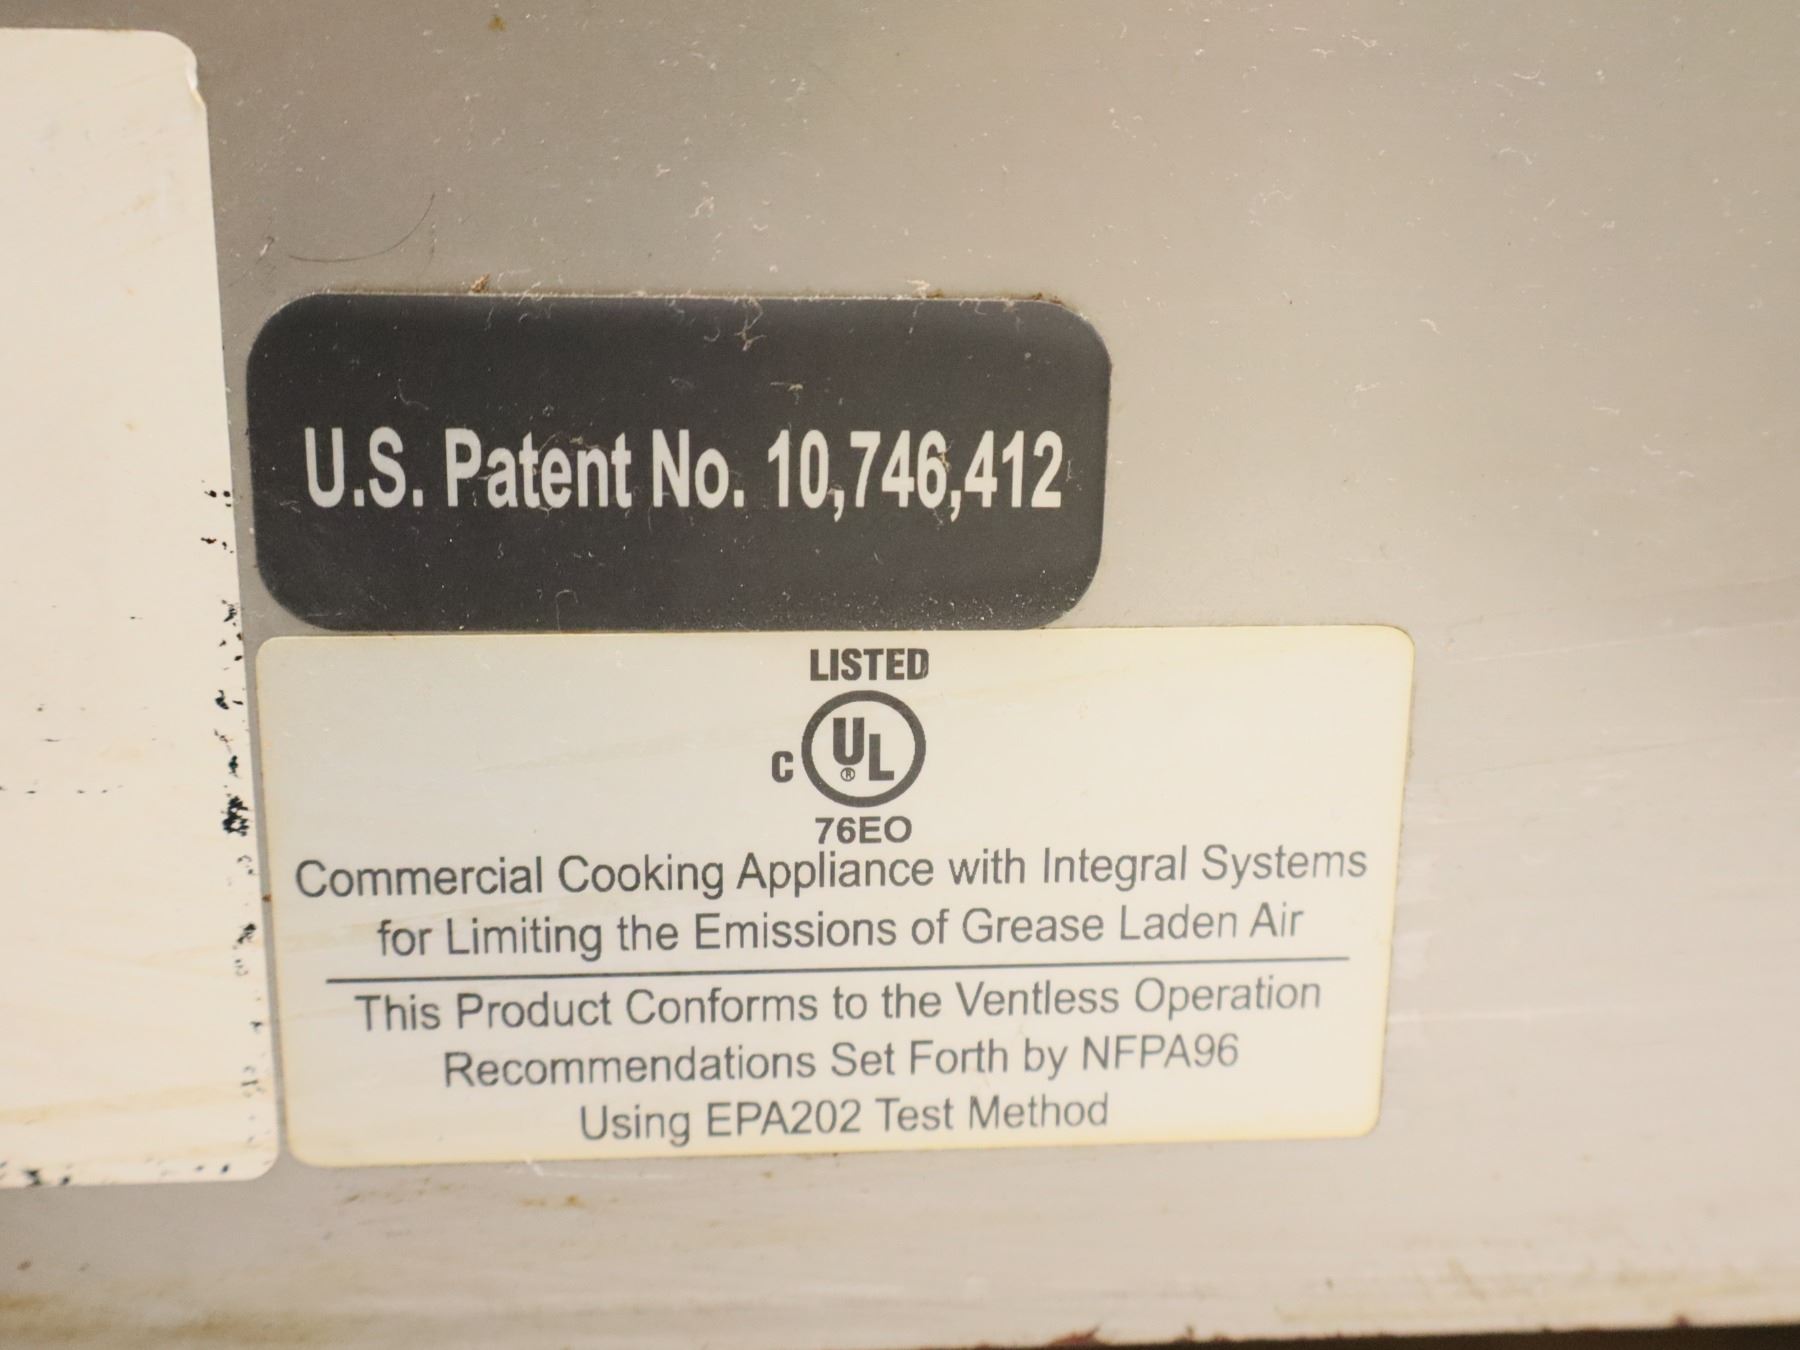 U.S. Patent No. 10,746,412
LISTED
C UL ®
76EO
Commercial Cooking Appliance with Integral Systems
for Limiting the Emissions of Grease Laden Air
This Product Conforms to the Ventless Operation
Recommendations Set Forth by NFPA96
Using EPA202 Test Method